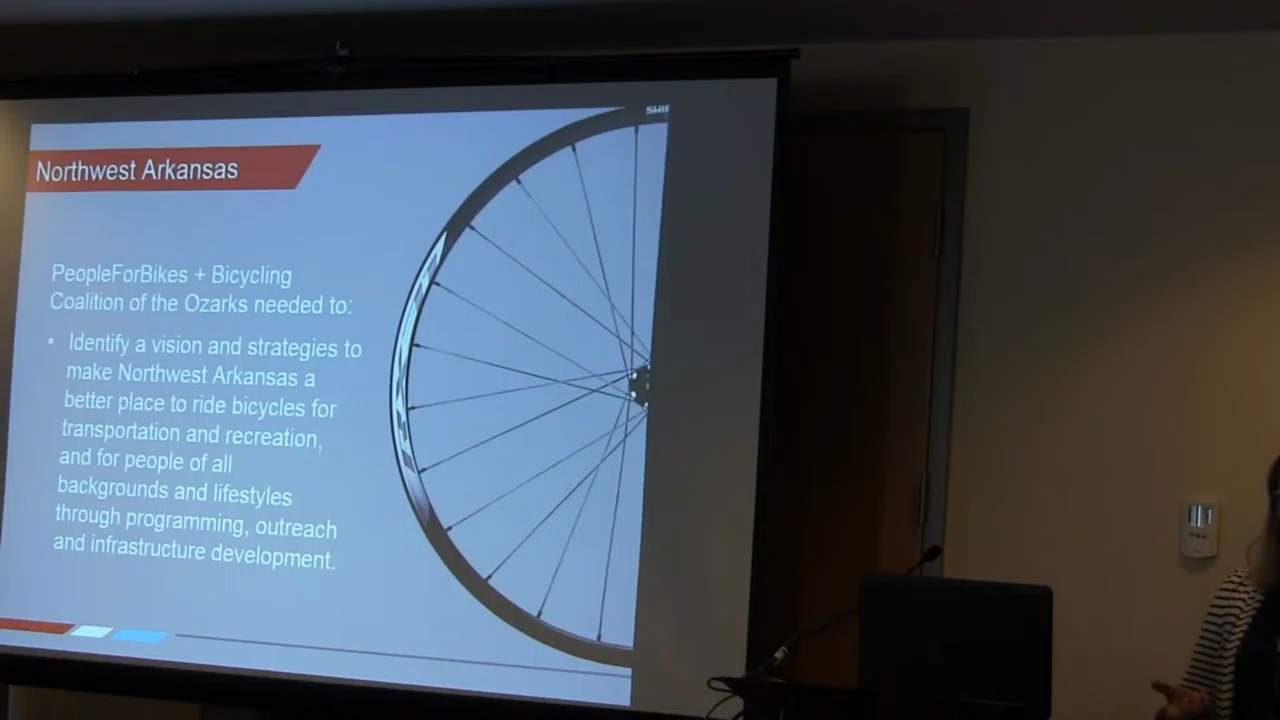 Northwest Arkansas
PeopleForBikes + Bicycling
Coalition of the Ozarks needed to:
• Identify a vision and strategies to
make Northwest Arkansas a
better place to ride bicycles for
transportation and recreation,
and for people of all
backgrounds and lifestyles
through programming, outreach
and infrastructure development.